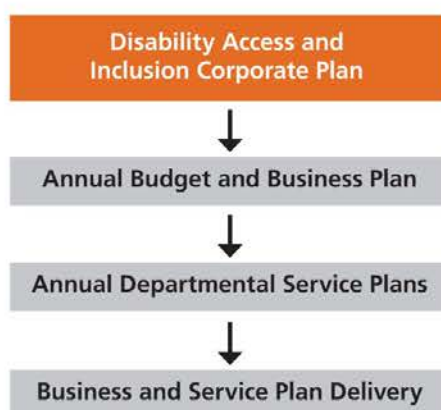 Disability Access and
Inclusion Corporate Plan
Annual Budget and Business Plan
Annual Departmental Service Plans
Business and Service Plan Delivery